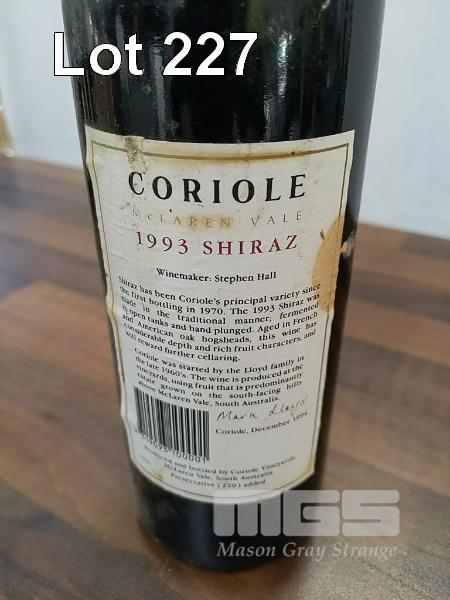 Lot 227
CORIOLE
McLAREN VALE
1993 SHIRAZ
Winemaker: Stephen Hall
Shiraz has been Coriole's principal variety since
the first bottling in 1970. The 1993 Shiraz was
made in the traditional manner; fermented
in open tanks and hand plunged. Aged in French
and American oak hogsheads, this wine has
considerable depth and rich fruit characters, and
will reward further cellaring.
Coriole was started by the Lloyd family in
the late 1960's. The wine is produced at the
vineyards, using fruit that is predominantly
estate grown on the south-facing hills
above McLaren Vale, South Australia.
Mark Lloyd
Coriole, December 1994
Produced and bottled by Coriole Vineyards,
McLaren Vale, South Australia
Preservative (220) added
MGS
Mason Gray Strange